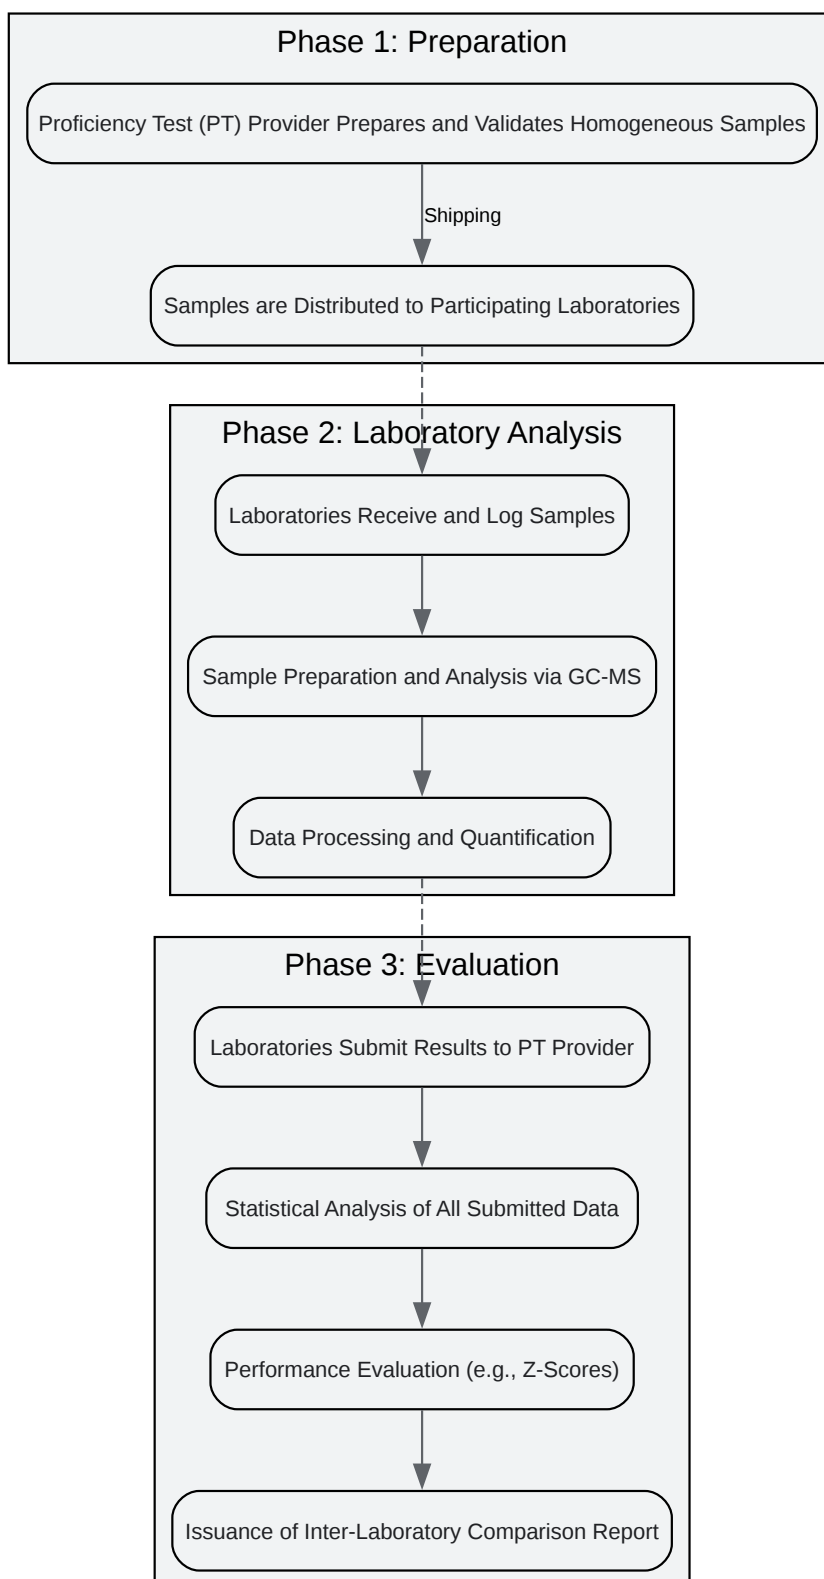 Phase 1: Preparation
Proficiency Test (PT) Provider Prepares and Validates Homogeneous Samples
Shipping
Samples are Distributed to Participating Laboratories
Phase 2: Laboratory Analysis
Laboratories Receive and Log Samples
Sample Preparation and Analysis via GC-MS
Data Processing and Quantification
Phase 3: Evaluation
Laboratories Submit Results to PT Provider
Statistical Analysis of All Submitted Data
Performance Evaluation (e.g., Z-Scores)
Issuance of Inter-Laboratory Comparison Report